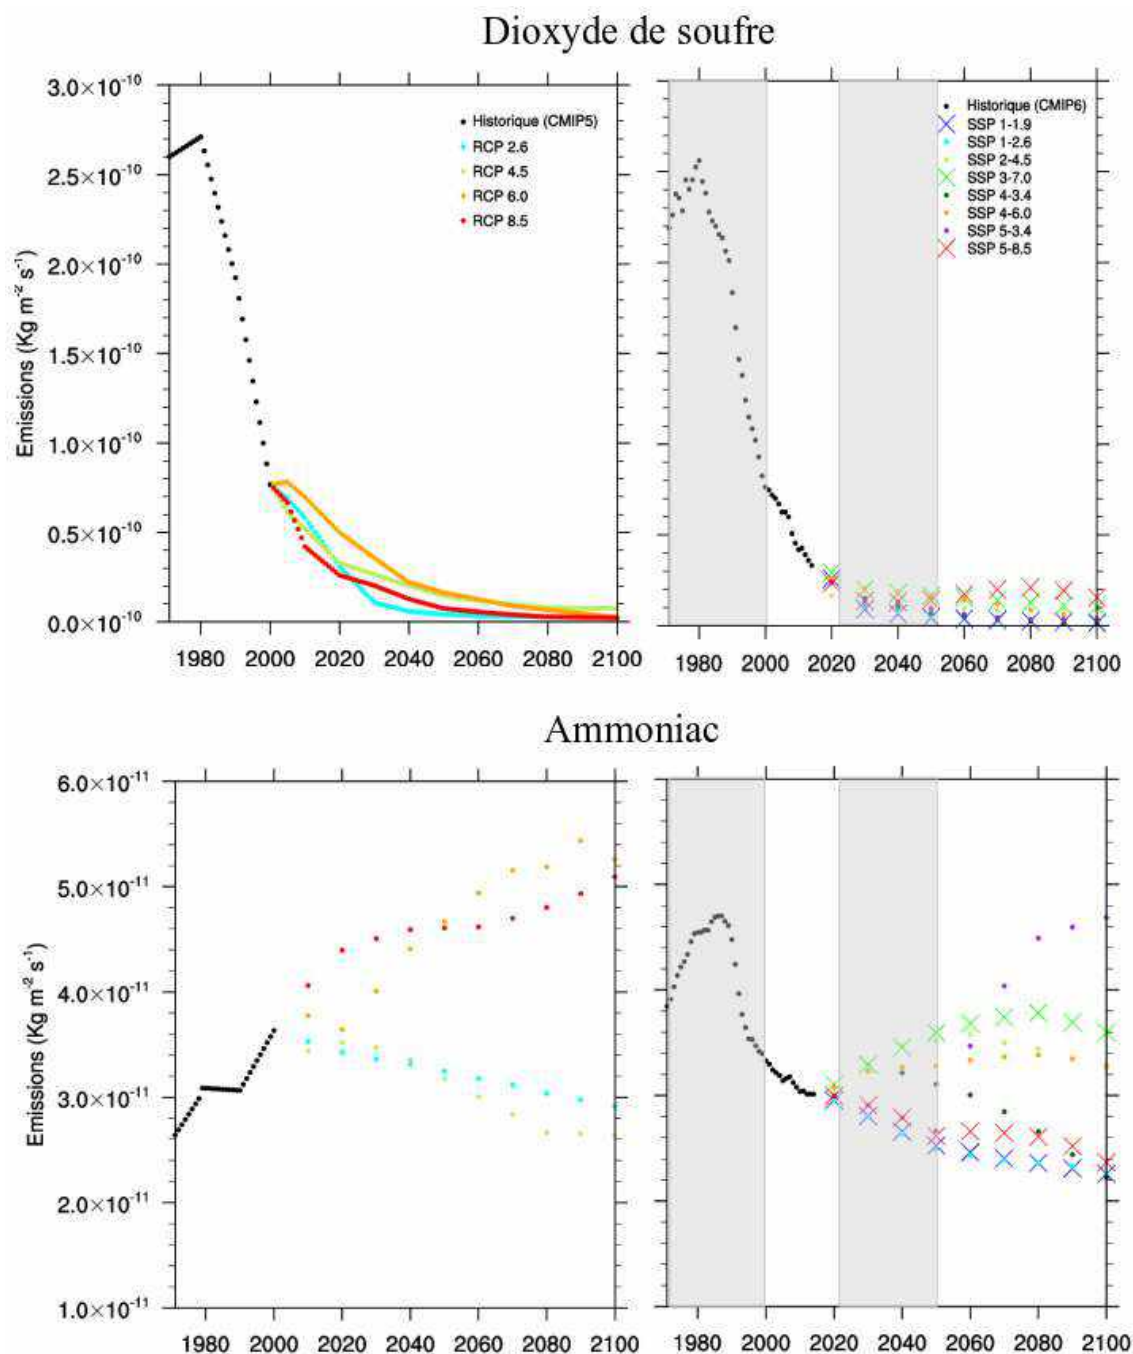 Dioxyde de soufre
Emissions (Kg m⁻² s⁻¹)
3.0×10⁻¹⁰
2.5×10⁻¹⁰
2.0×10⁻¹⁰
1.5×10⁻¹⁰
1.0×10⁻¹⁰
0.5×10⁻¹⁰
0.0×10⁻¹⁰
Historique (CMIP5)
RCP 2.6
RCP 4.5
RCP 6.0
RCP 8.5
1980 2000 2020 2040 2060 2080 2100
Historique (CMIP6)
SSP 1-1.9
SSP 1-2.6
SSP 2-4.5
SSP 3-7.0
SSP 4-3.4
SSP 4-6.0
SSP 5-3.4
SSP 5-8.5
1980 2000 2020 2040 2060 2080 2100
Ammoniac
Emissions (Kg m⁻² s⁻¹)
6.0×10⁻¹¹
5.0×10⁻¹¹
4.0×10⁻¹¹
3.0×10⁻¹¹
2.0×10⁻¹¹
1.0×10⁻¹¹
1980 2000 2020 2040 2060 2080 2100
1980 2000 2020 2040 2060 2080 2100